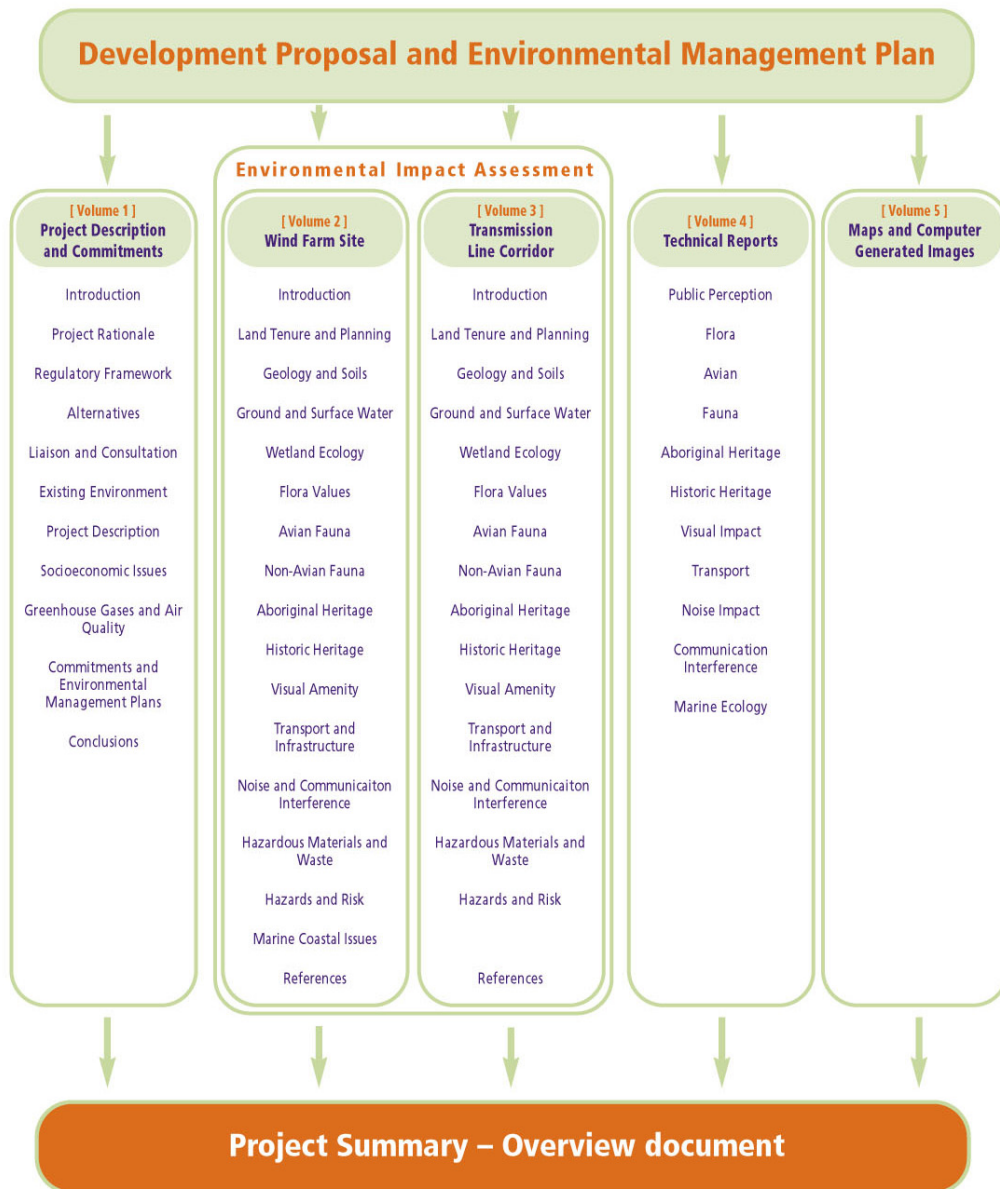 Development Proposal and Environmental Management Plan
Environmental Impact Assessment
[ Volume 1 ]
Project Description
and Commitments
Introduction
Project Rationale
Regulatory Framework
Alternatives
Liaison and Consultation
Existing Environment
Project Description
Socioeconomic Issues
Greenhouse Gases and Air
Quality
Commitments and
Environmental
Management Plans
Conclusions
[ Volume 2 ]
Wind Farm Site
Introduction
Land Tenure and Planning
Geology and Soils
Ground and Surface Water
Wetland Ecology
Flora Values
Avian Fauna
Non-Avian Fauna
Aboriginal Heritage
Historic Heritage
Visual Amenity
Transport and
Infrastructure
Noise and Communicaiton
Interference
Hazardous Materials and
Waste
Hazards and Risk
Marine Coastal Issues
References
[ Volume 3 ]
Transmission
Line Corridor
Introduction
Land Tenure and Planning
Geology and Soils
Ground and Surface Water
Wetland Ecology
Flora Values
Avian Fauna
Non-Avian Fauna
Aboriginal Heritage
Historic Heritage
Visual Amenity
Transport and
Infrastructure
Noise and Communicaiton
Interference
Hazardous Materials and
Waste
Hazards and Risk
References
[ Volume 4 ]
Technical Reports
Public Perception
Flora
Avian
Fauna
Aboriginal Heritage
Historic Heritage
Visual Impact
Transport
Noise Impact
Communication
Interference
Marine Ecology
[ Volume 5 ]
Maps and Computer
Generated Images
Project Summary – Overview document